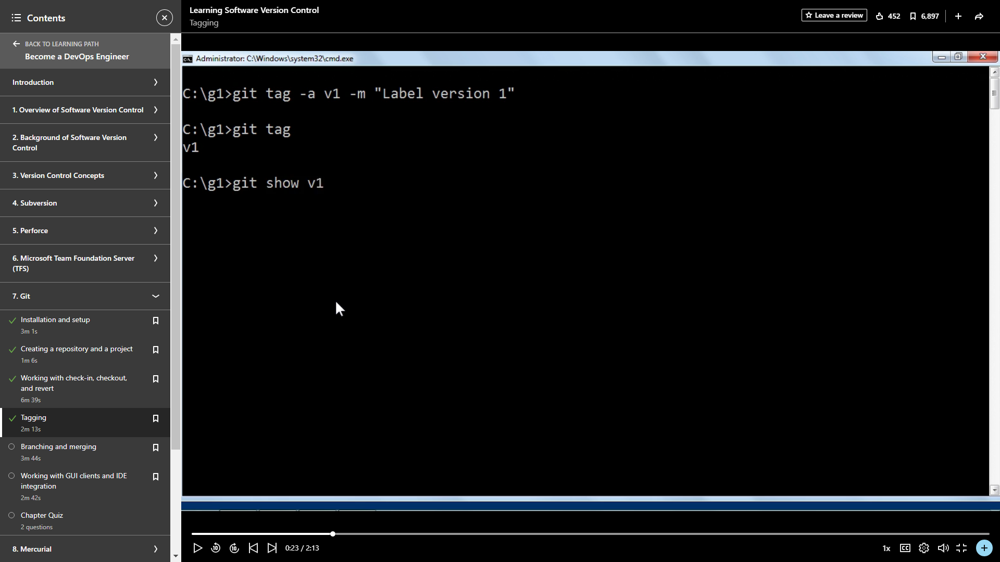 Contents
BACK TO LEARNING PATH
Become a DevOps Engineer
Introduction
1. Overview of Software Version Control
2. Background of Software Version
Control
3. Version Control Concepts
4. Subversion
5. Perforce
6. Microsoft Team Foundation Server
(TFS)
7. Git
Installation and setup
3m 1s
Creating a repository and a project
1m 6s
Working with check-in, checkout,
and revert
6m 39s
Tagging
2m 13s
Branching and merging
3m 44s
Working with GUI clients and IDE
integration
2m 42s
Chapter Quiz
2 questions
8. Mercurial
Learning Software Version Control
Tagging
Leave a review
452
6,897
Administrator: C:\Windows\system32\cmd.exe
C:\g1>git tag -a v1 -m "Label version 1"
C:\g1>git tag
v1
C:\g1>git show v1
10
10
0:23 / 2:13
1x
CC